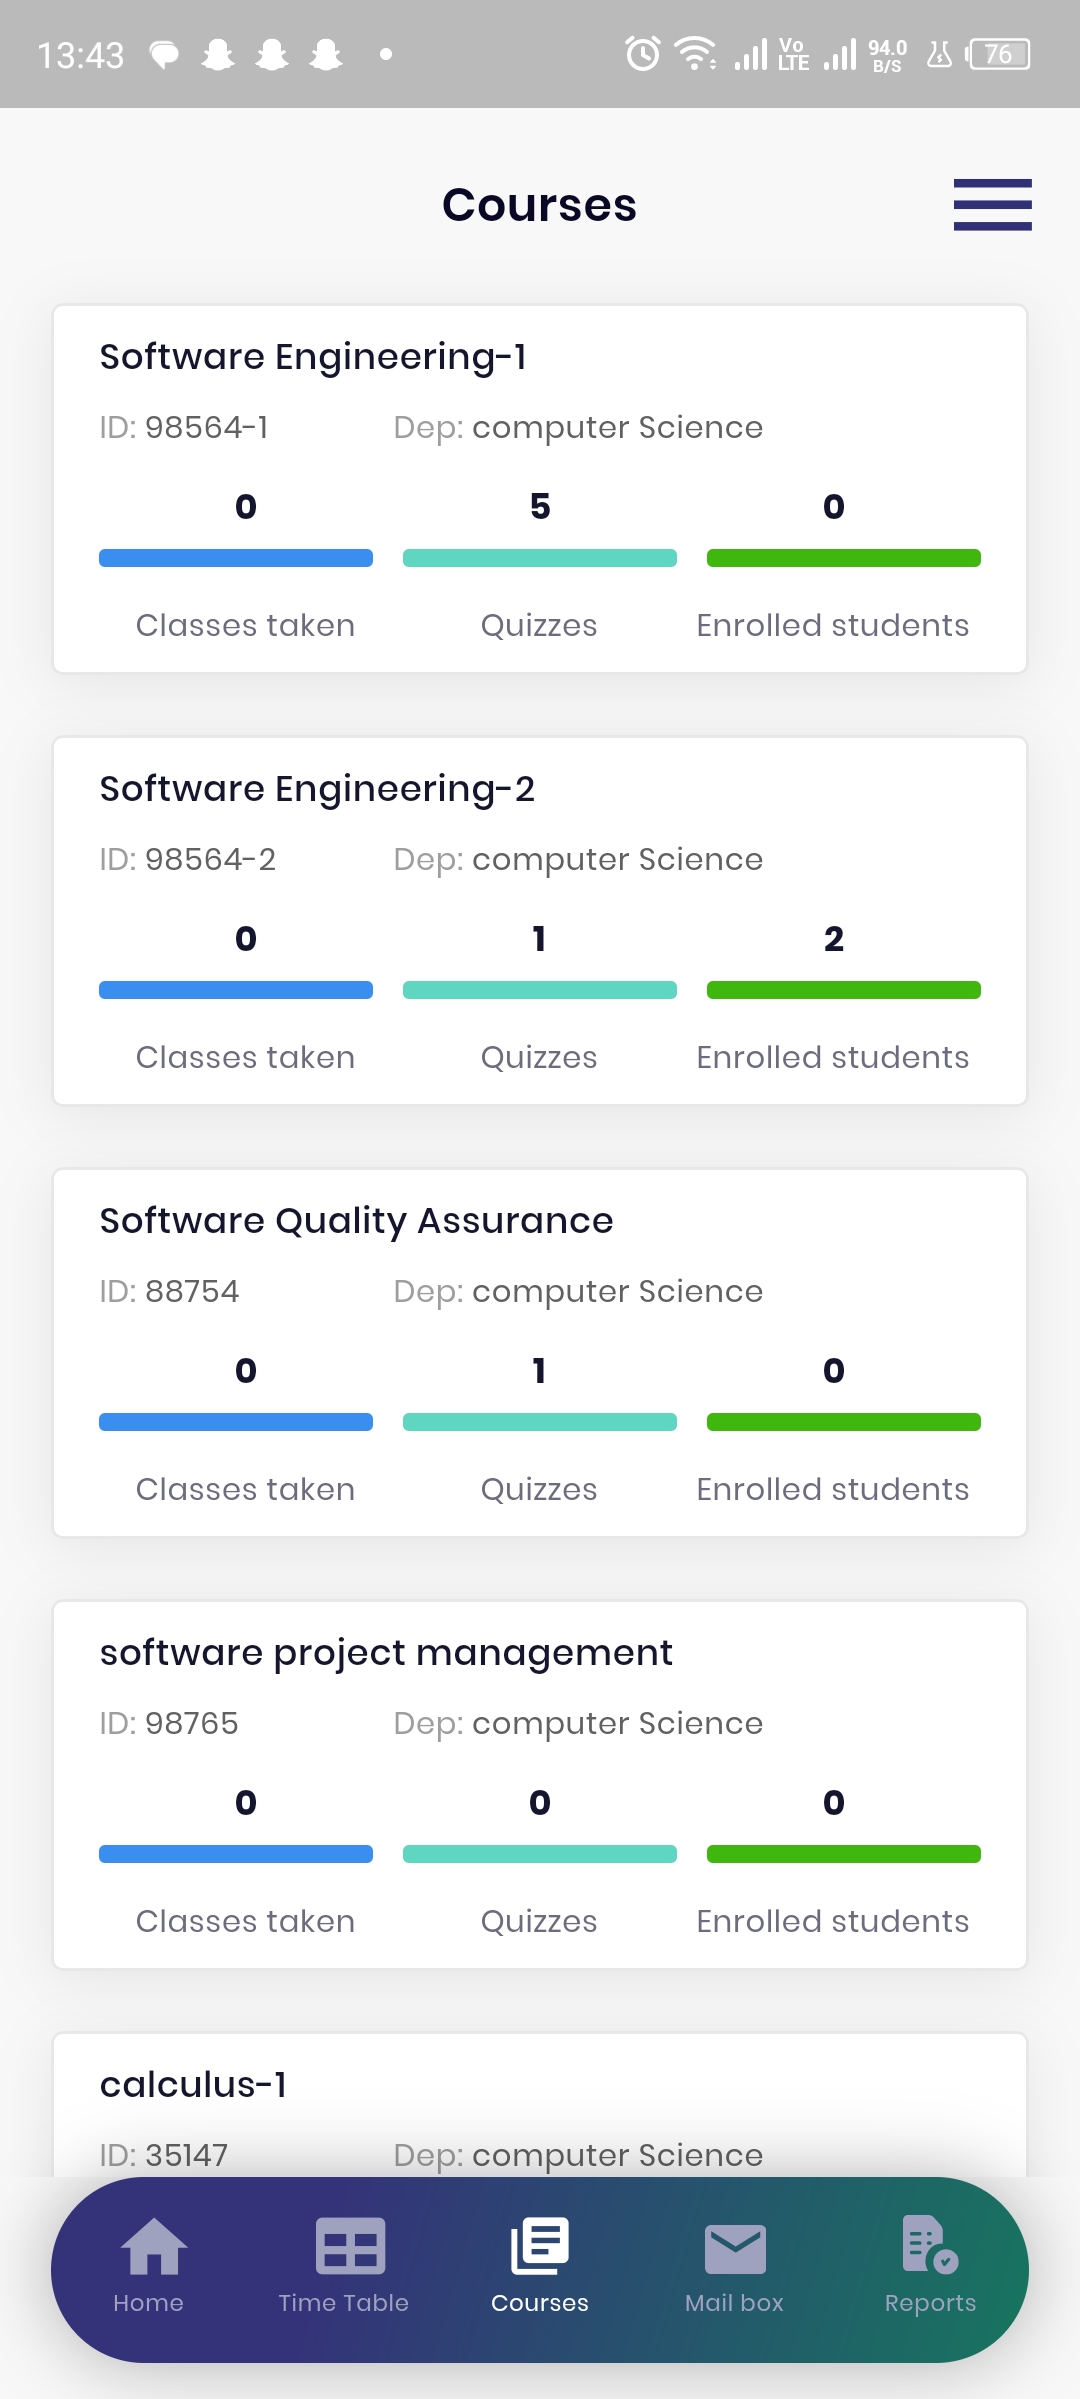 13:43 Vo LTE 94.0 B/S 76
Courses
Software Engineering-1
ID: 98564-1 Dep: computer Science
0 5 0
Classes taken Quizzes Enrolled students
Software Engineering-2
ID: 98564-2 Dep: computer Science
0 1 2
Classes taken Quizzes Enrolled students
Software Quality Assurance
ID: 88754 Dep: computer Science
0 1 0
Classes taken Quizzes Enrolled students
software project management
ID: 98765 Dep: computer Science
0 0 0
Classes taken Quizzes Enrolled students
calculus-1
ID: 35147 Dep: computer Science
Home Time Table Courses Mail box Reports